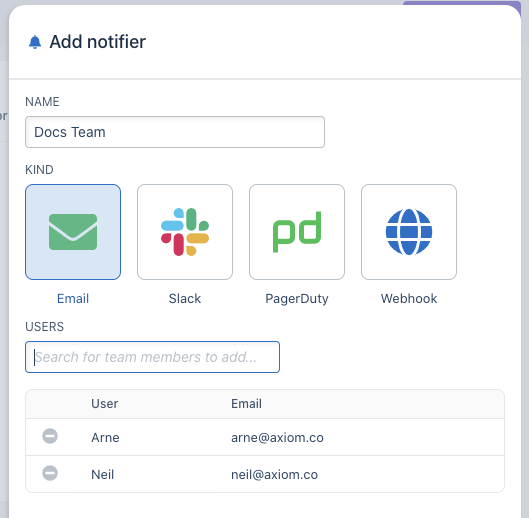 Add notifier
NAME
Docs Team
KIND
pd
Email Slack PagerDuty Webhook
USERS
Search for team members to add...
User Email
Arne arne@axiom.co
Neil neil@axiom.co